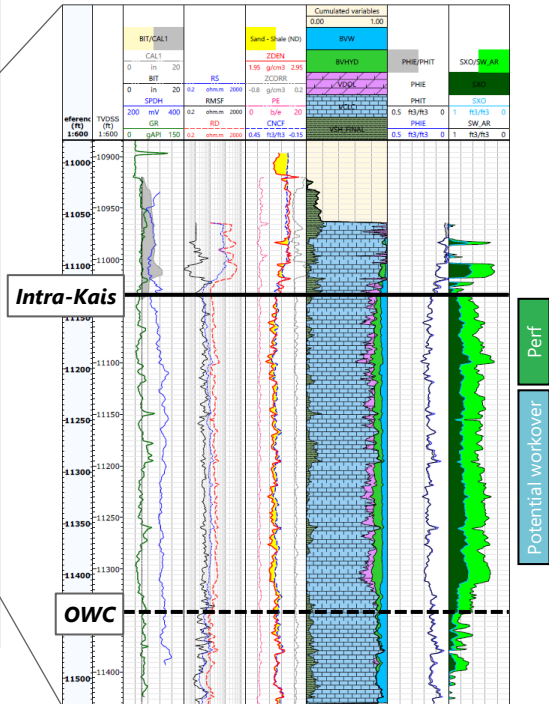 Cumulated variables
0.00 1.00
BIT/CAL1
Sand - Shale (ND)
BVW
CAL1
0 in 20
ZDEN
1.95 g/cm3 2.95
BVHYD
PHIE/PHIT
SXO/SW_AR
BIT
0 in 20
RS
0.2 ohm.m 2000
ZCORR
-0.8 g/cm3 0.2
VDOL
PHIE
SXO
SPDH
200 mV 400
RMSF
0.2 ohm.m 2000
PE
0 b/e 20
PHIT
0.5 ft3/ft3 0
SXO
1 ft3/ft3 0
eferenc
(ft)
1:600
TVDSS
(ft)
1:600
GR
0 gAPI 150
RD
0.2 ohm.m 2000
CNCF
0.45 ft3/ft3 -0.15
VSH_FINAL
PHIE
0.5 ft3/ft3 0
SW_AR
1 ft3/ft3 0
10900
11000
10950
11050
11000
11100
Intra-Kais
11150
11100
11200
Perf
11150
11250
11200
11300
Potential workover
11250
11350
11300
11400
OWC
11400
11500